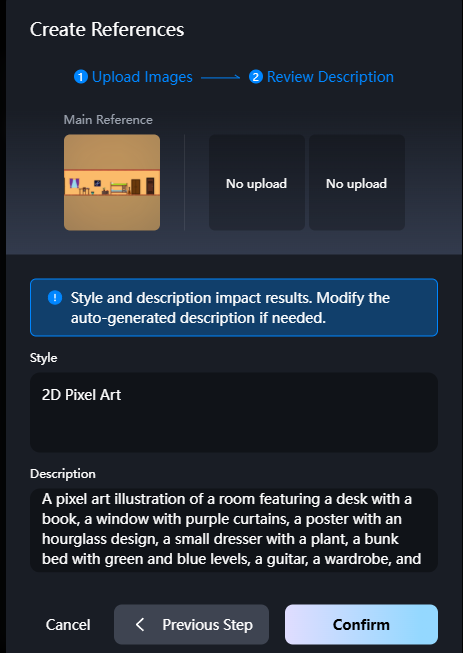 Create References
1 Upload Images 2 Review Description
Main Reference
No upload No upload
! Style and description impact results. Modify the
auto-generated description if needed.
Style
2D Pixel Art
Description
A pixel art illustration of a room featuring a desk with a
book, a window with purple curtains, a poster with an
hourglass design, a small dresser with a plant, a bunk
bed with green and blue levels, a guitar, a wardrobe, and
Cancel Previous Step Confirm